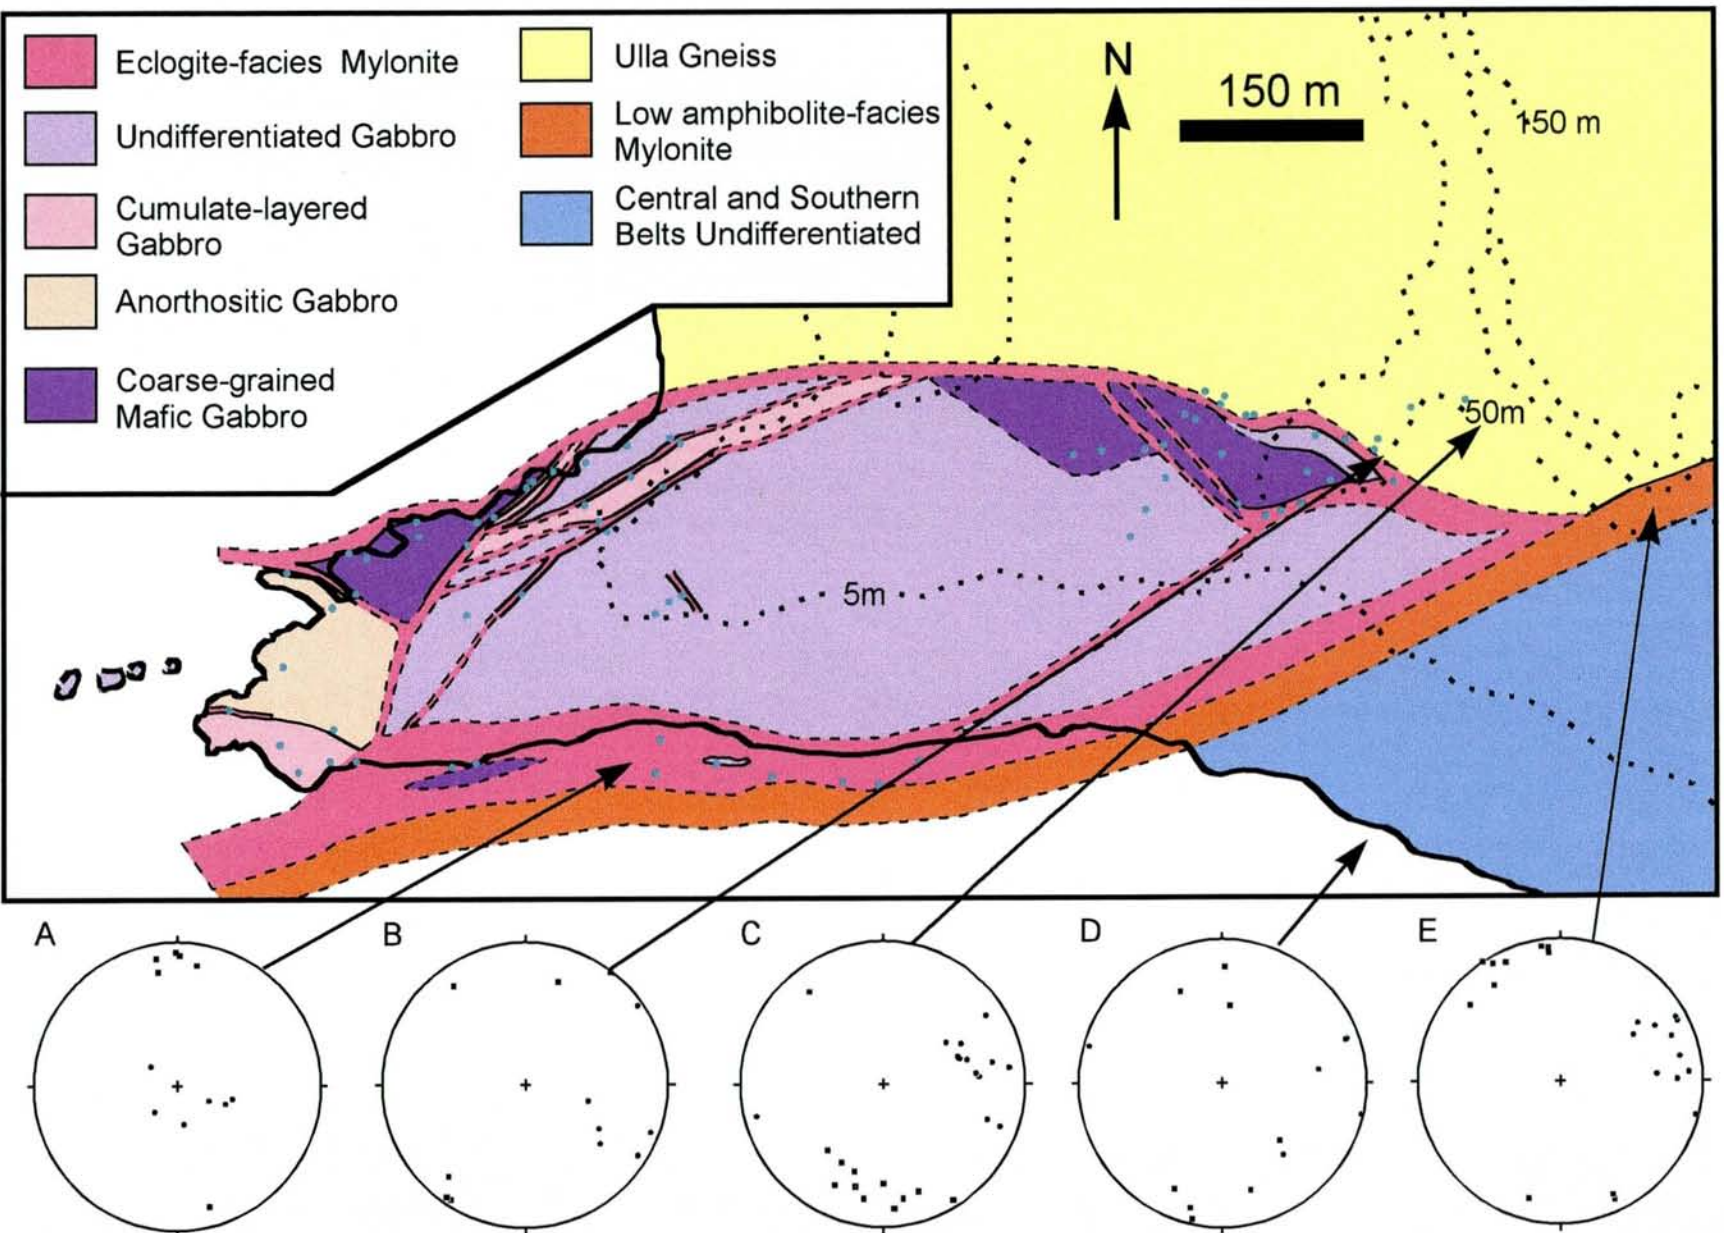 Eclogite-facies Mylonite
Undifferentiated Gabbro
Cumulate-layered
Gabbro
Anorthositic Gabbro
Coarse-grained
Mafic Gabbro
Ulla Gneiss
Low amphibolite-facies
Mylonite
Central and Southern
Belts Undifferentiated
N
150 m
150 m
50m
5m
A
B
C
D
E